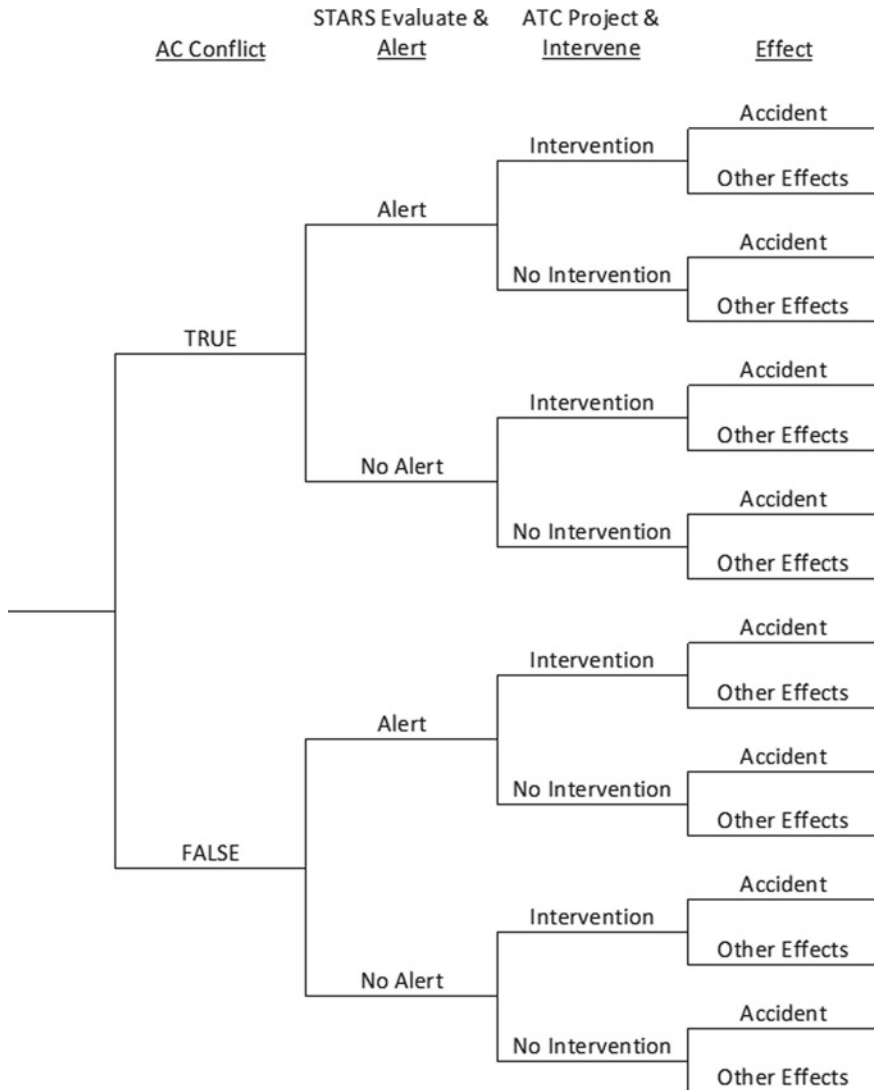 STARS Evaluate & ATC Project &
AC Conflict Alert Intervene Effect
Accident
Intervention
Other Effects
Alert
Accident
No Intervention
Other Effects
TRUE
Accident
Intervention
Other Effects
No Alert
Accident
No Intervention
Other Effects
Accident
Intervention
Other Effects
Alert
Accident
No Intervention
Other Effects
FALSE
Accident
Intervention
Other Effects
No Alert
Accident
No Intervention
Other Effects